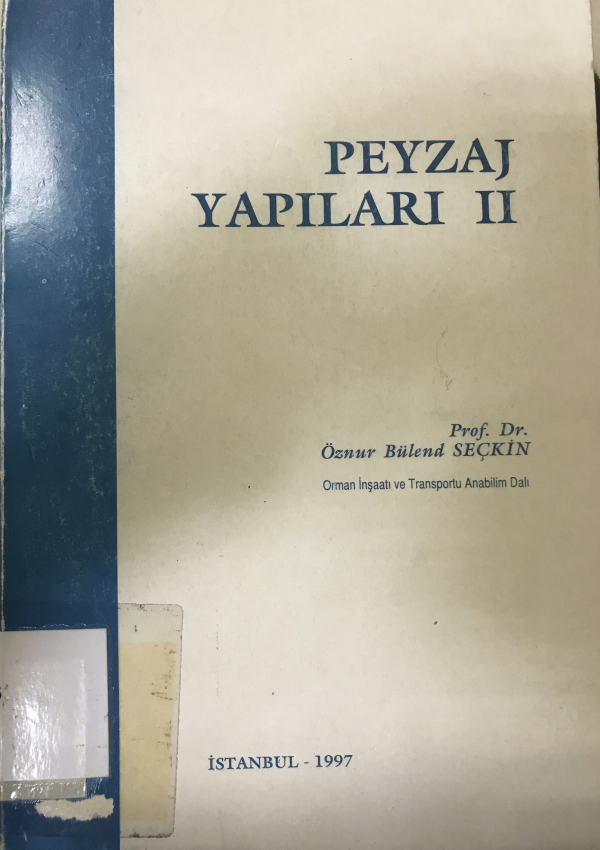 PEYZAJ
YAPILARI II
Prof. Dr.
Öznur Bülend SEÇKİN
Orman İnşaatı ve Transportu Anabilim Dalı
İSTANBUL - 1997